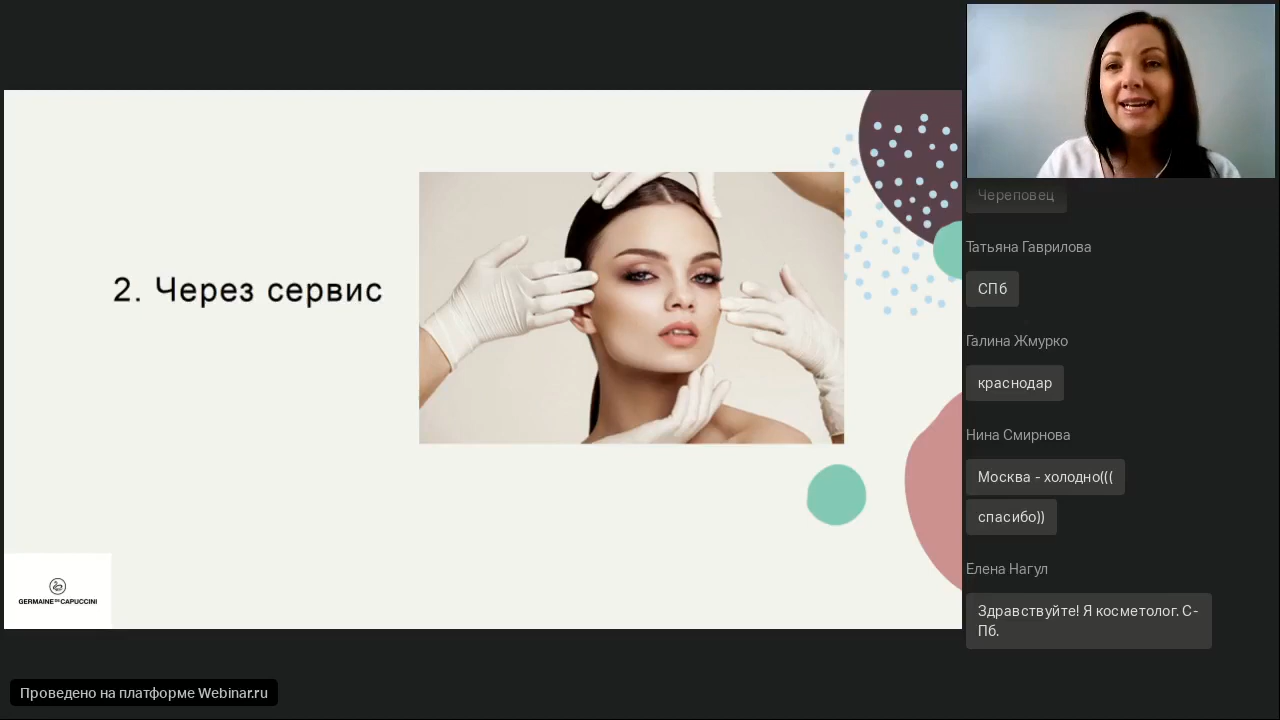 2. Через сервис
GERMAINE DE CAPUCCINI
Череповец
Татьяна Гаврилова
СПб
Галина Жмурко
краснодар
Нина Смирнова
Москва - холодно(((
спасибо))
Елена Нагул
Здравствуйте! Я косметолог. С-
Пб.
Проведено на платформе Webinar.ru